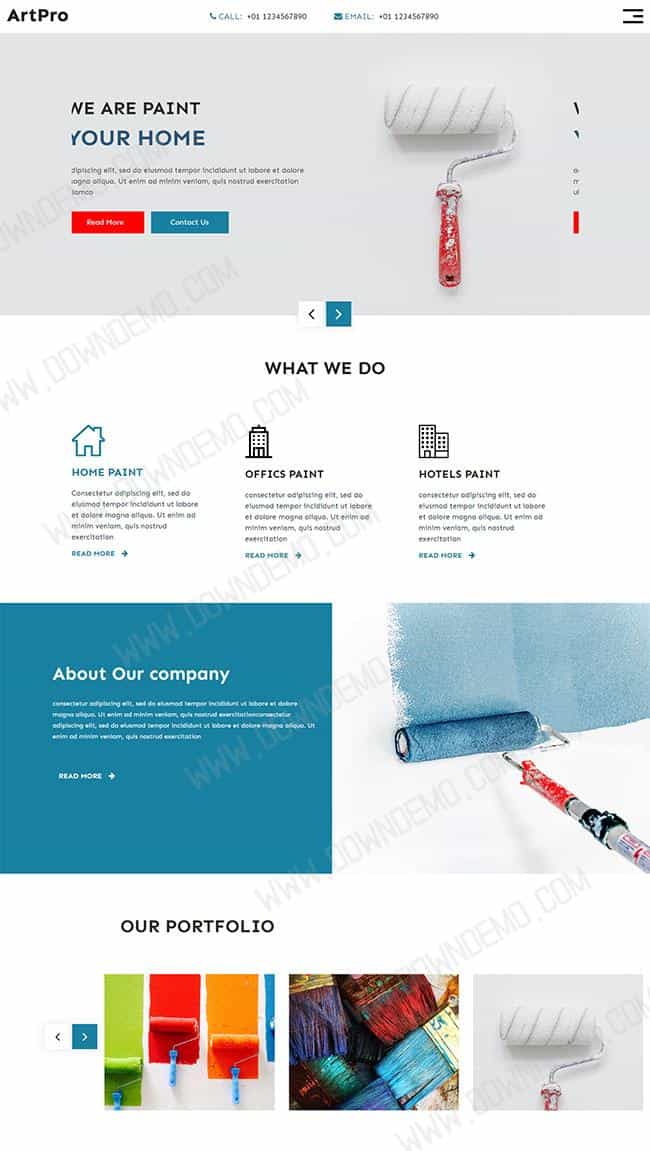 ArtPro
CALL: +01 1234567890
EMAIL: +01 1234567890
WE ARE PAINT
YOUR HOME
dipiscing elit, sed do eiusmod tempor incididunt ut labore et dolore
magna aliqua. Ut enim ad minim veniam, quis nostrud exercitation
ullamco
Read More
Contact Us
WHAT WE DO
HOME PAINT
Consectetur adipiscing elit, sed do
eiusmod tempor incididunt ut labore
et dolore magna aliqua. Ut enim ad
minim veniam, quis nostrud
exercitation
READ MORE
OFFICS PAINT
consectetur adipiscing elit, sed do
eiusmod tempor incididunt ut labore
et dolore magna aliqua. Ut enim ad
minim veniam, quis nostrud
exercitation
READ MORE
HOTELS PAINT
consectetur adipiscing elit, sed do
eiusmod tempor incididunt ut labore
et dolore magna aliqua. Ut enim ad
minim veniam, quis nostrud
exercitation
READ MORE
About Our company
consectetur adipiscing elit, sed do eiusmod tempor incididunt ut labore et dolore
magna aliqua. Ut enim ad minim veniam, quis nostrud exercitationconsectetur
adipiscing elit, sed do eiusmod tempor incididunt ut labore et dolore magna aliqua. Ut
enim ad minim veniam, quis nostrud exercitation
READ MORE
OUR PORTFOLIO
WWW.DOWNDEMO.COM